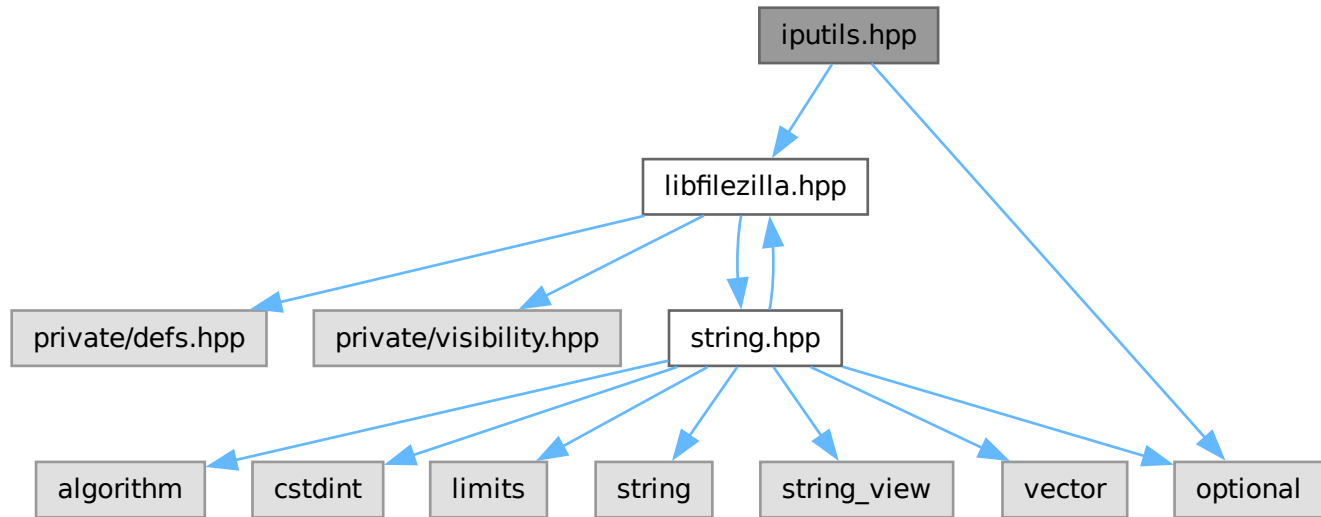 iputils.hpp
libfilezilla.hpp
private/defs.hpp
private/visibility.hpp
string.hpp
algorithm
cstdint
limits
string
string_view
vector
optional